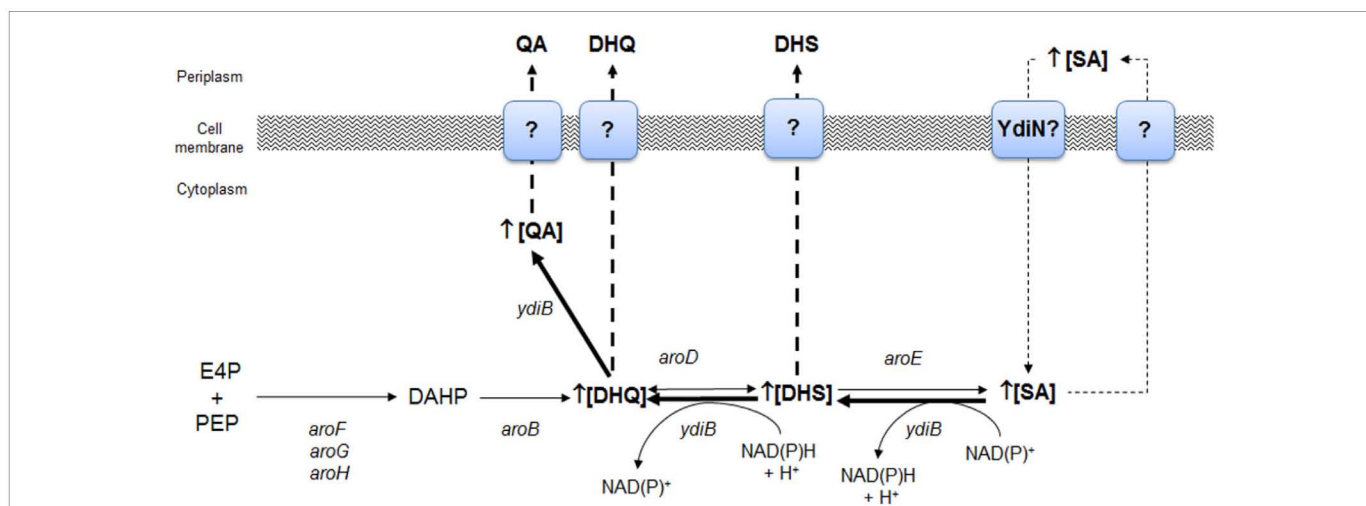 QA DHQ DHS
↑[SA]
Periplasm
Cell
membrane
? ? ? YdiN? ?
Cytoplasm
↑[QA]
ydiB
E4P
+
PEP
aroF
aroG
aroH
DAHP
aroB
↑[DHQ]
aroD
ydiB
NAD(P)⁺
NAD(P)H
+ H⁺
↑[DHS]
aroE
ydiB
NAD(P)H
+ H⁺
NAD(P)⁺
↑[SA]